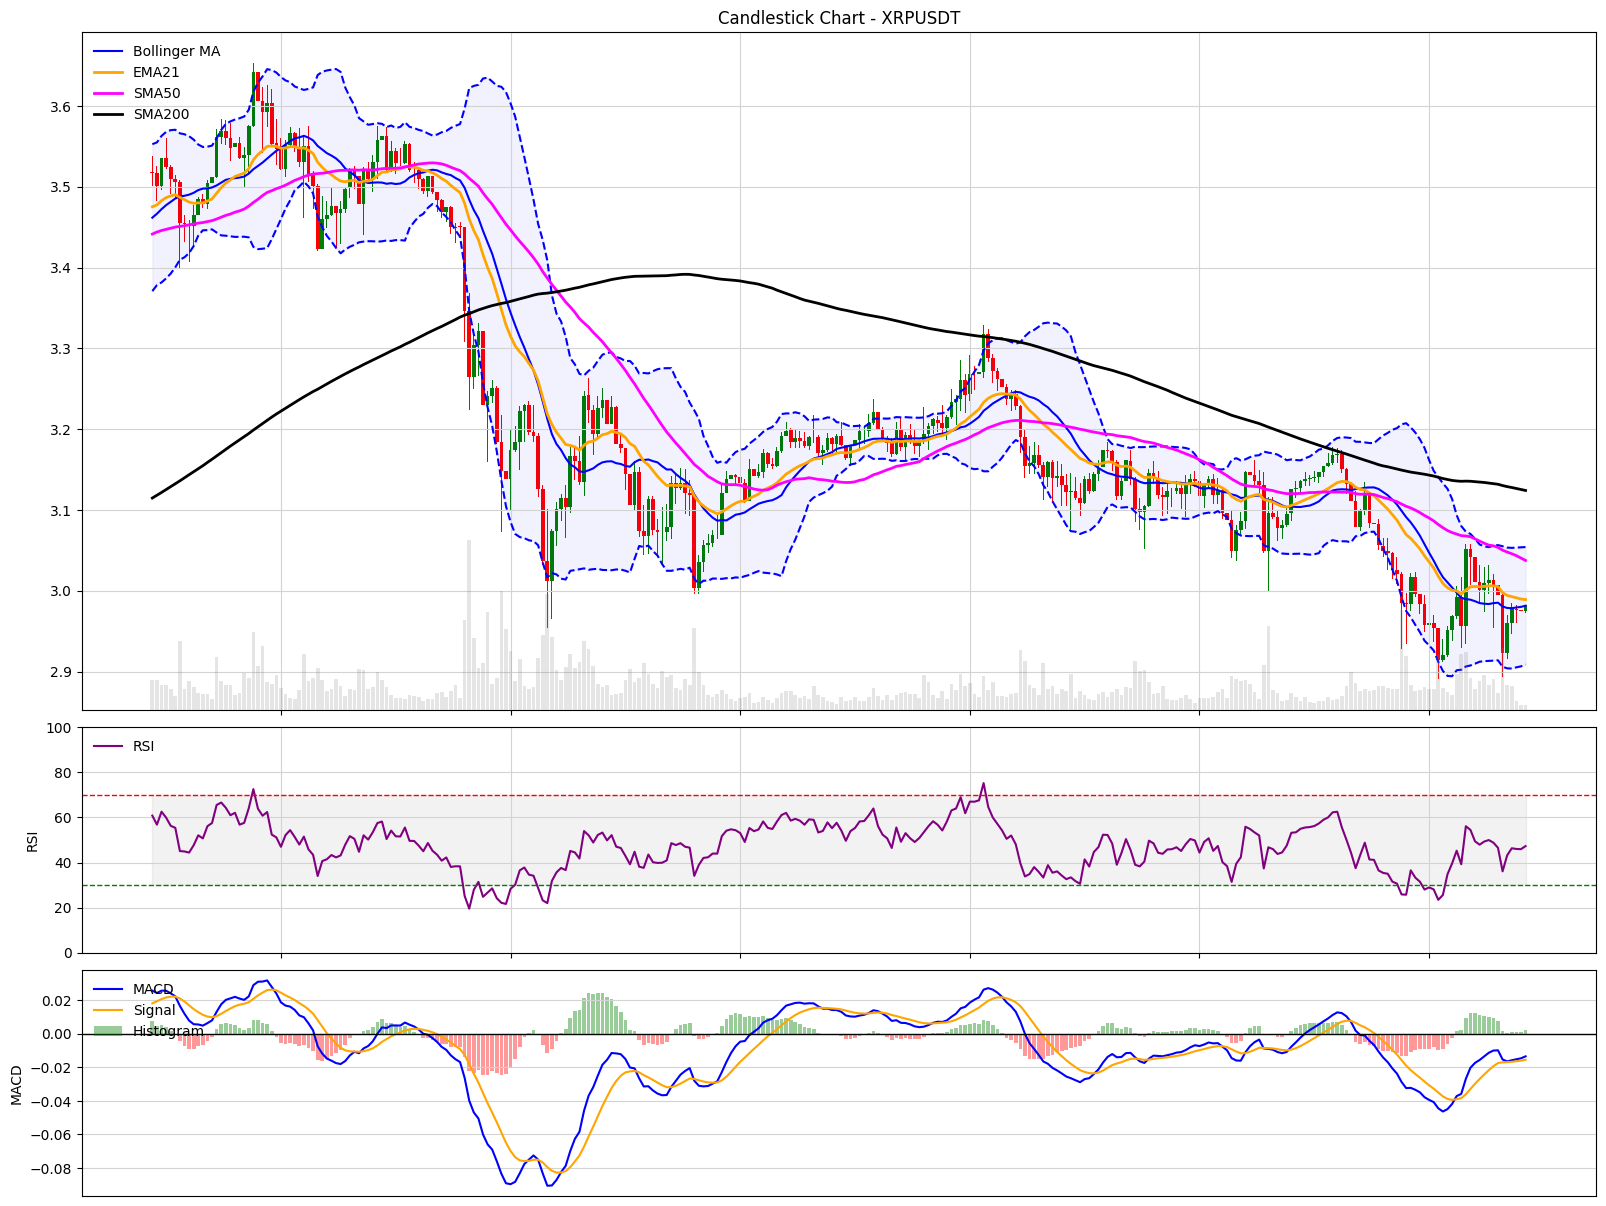 Candlestick Chart - XRPUSDT
Bollinger MA
EMA21
SMA50
SMA200
3.6
3.5
3.4
3.3
3.2
3.1
3.0
2.9
100
80
60
40
20
0
RSI
RSI
0.02
0.00
−0.02
−0.04
−0.06
−0.08
MACD
MACD
Signal
Histogram